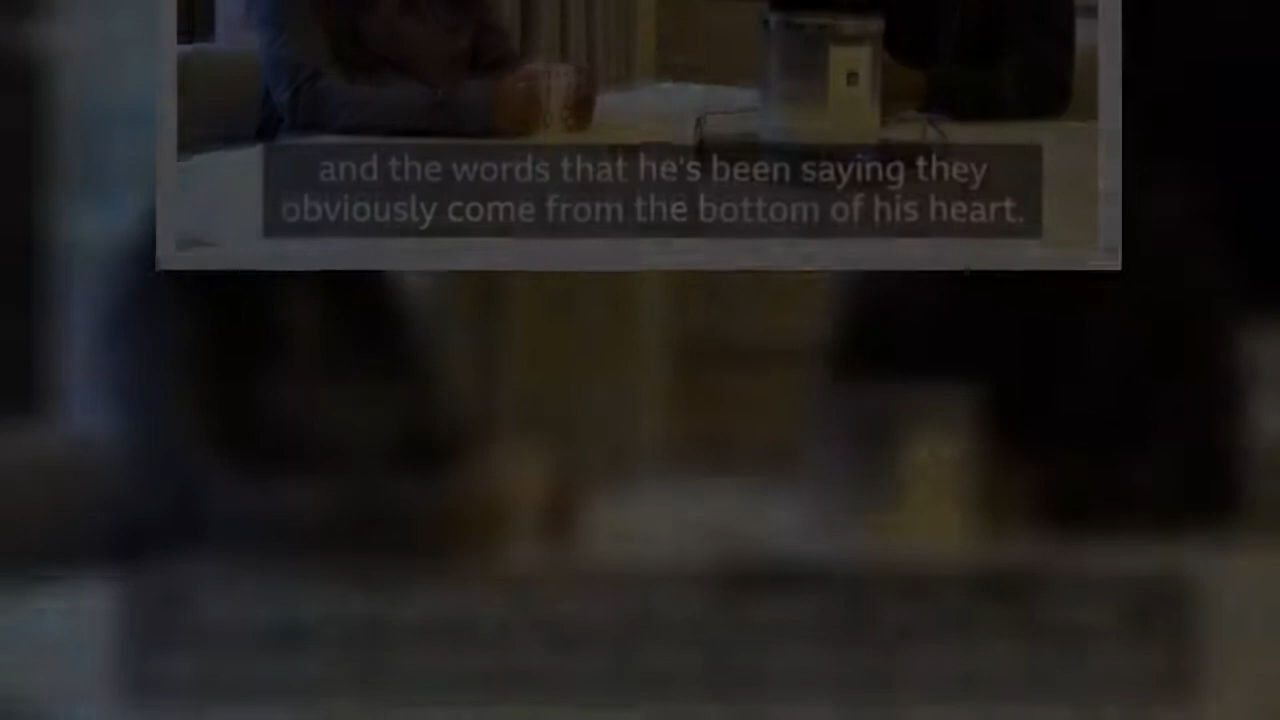 and the words that he's been saying they
obviously come from the bottom of his heart.